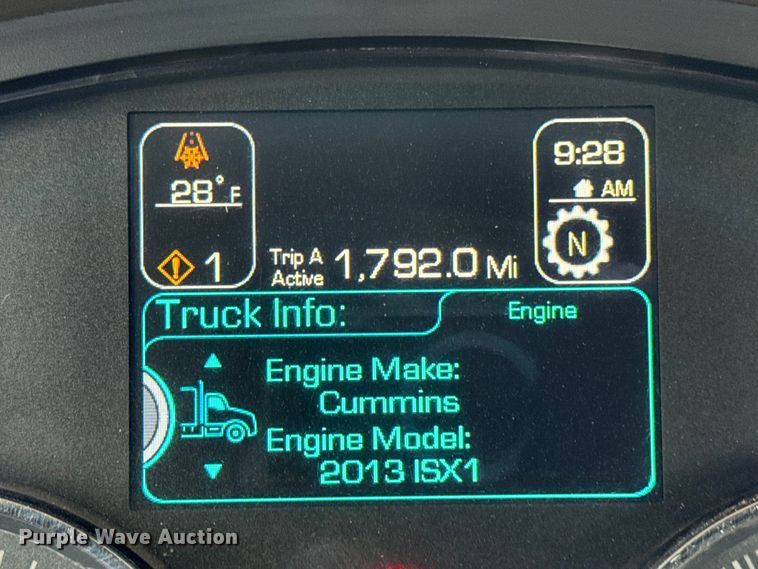 28° F
1
Trip A
Active
1,792.0 Mi
9:28
AM
N
Truck Info:
Engine
Engine Make:
Cummins
Engine Model:
2013 ISX1
Purple Wave Auction